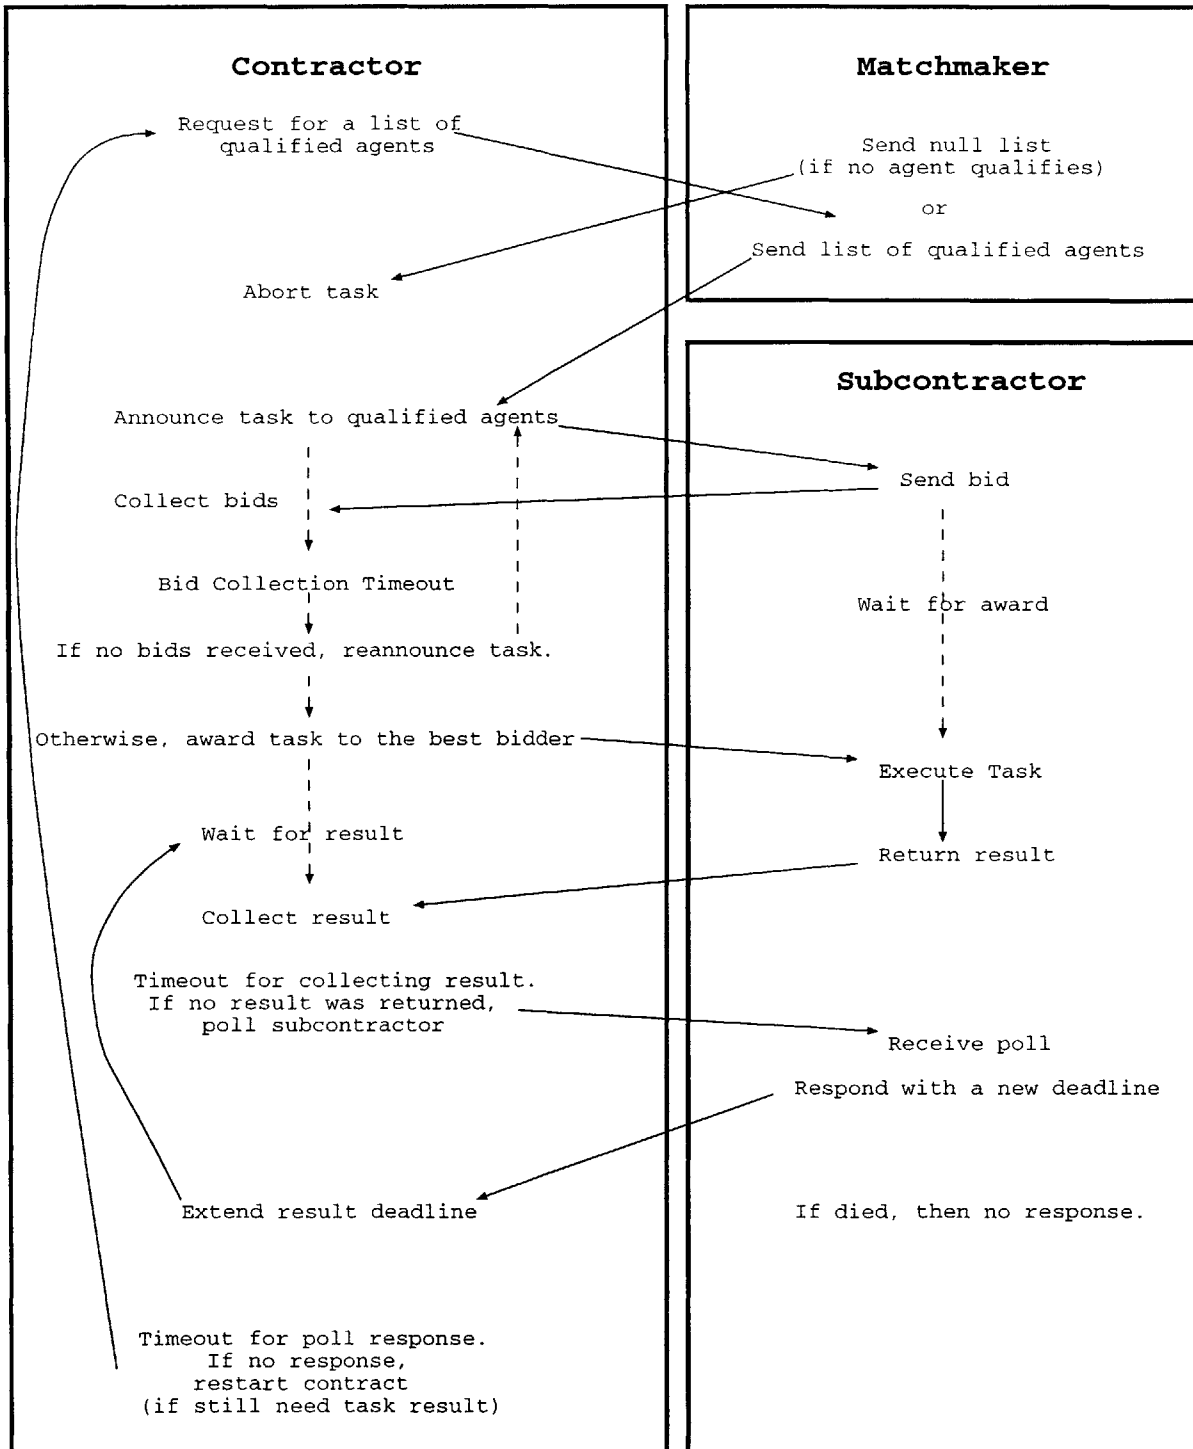 Contractor
Request for a list of
qualified agents
Abort task
Announce task to qualified agents
Collect bids
Bid Collection Timeout
If no bids received, reannounce task.
Otherwise, award task to the best bidder
Wait for result
Collect result
Timeout for collecting result.
If no result was returned,
poll subcontractor
Extend result deadline
Timeout for poll response.
If no response,
restart contract
(if still need task result)
Matchmaker
Send null list
(if no agent qualifies)
or
Send list of qualified agents
Subcontractor
Send bid
Wait for award
Execute Task
Return result
Receive poll
Respond with a new deadline
If died, then no response.